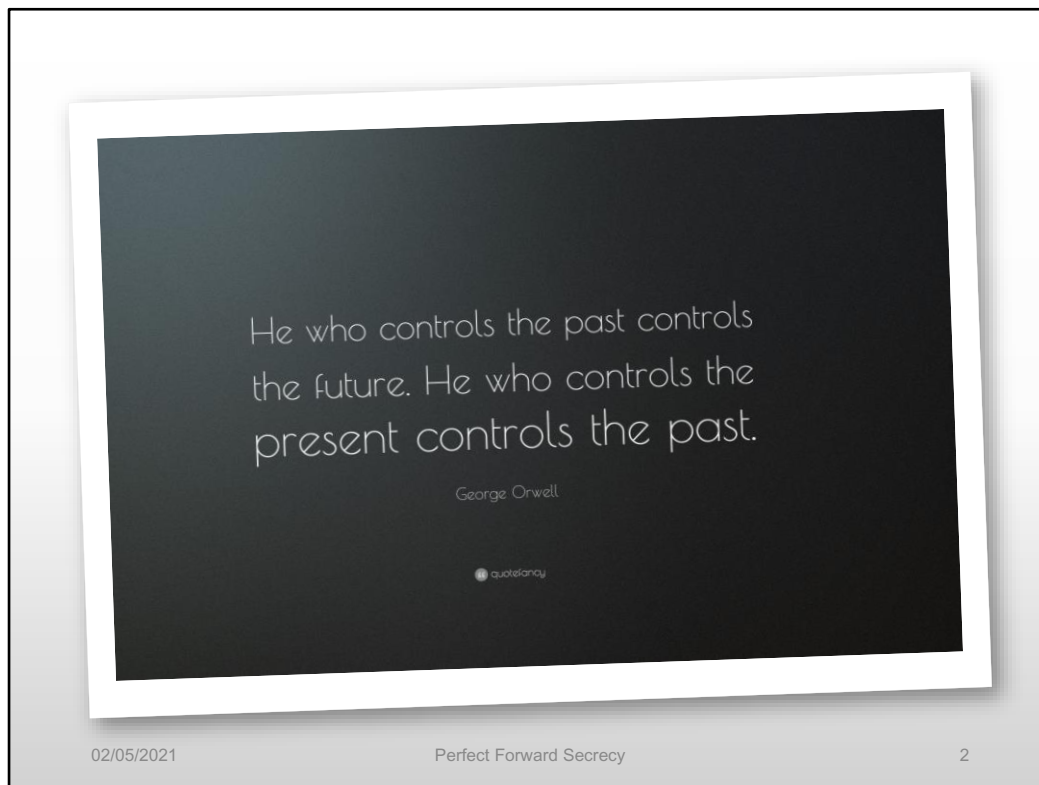 He who controls the past controls
the future. He who controls the
present controls the past.
George Orwell
quotefancy
02/05/2021 Perfect Forward Secrecy 2